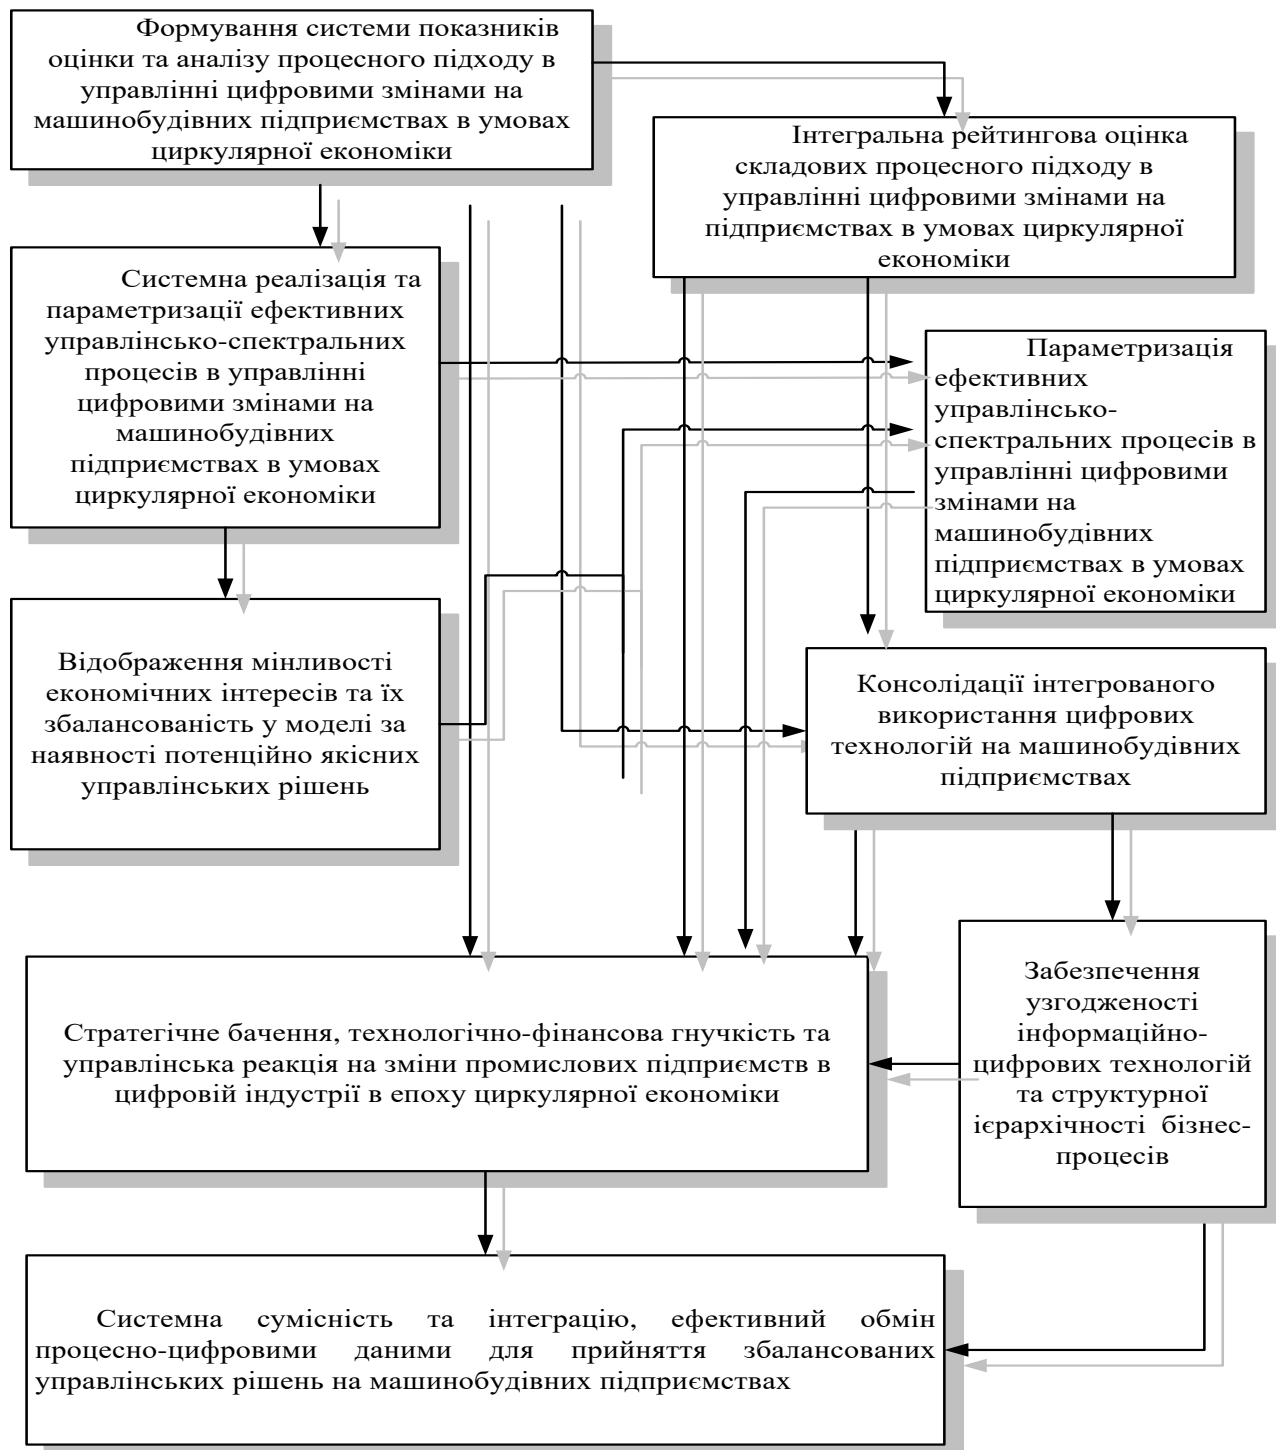 Формування системи показників
оцінки та аналізу процесного підходу в
управлінні цифровими змінами на
машинобудівних підприємствах в умовах
циркулярної економіки
Інтегральна рейтингова оцінка
складових процесного підходу в
управлінні цифровими змінами на
підприємствах в умовах циркулярної
економіки
Системна реалізація та
параметризації ефективних
управлінсько-спектральних
процесів в управлінні
цифровими змінами на
машинобудівних
підприємствах в умовах
циркулярної економіки
Параметризація
ефективних
управлінсько-
спектральних процесів в
управлінні цифровими
змінами на
машинобудівних
підприємствах в умовах
циркулярної економіки
Відображення мінливості
економічних інтересів та їх
збалансованість у моделі за
наявності потенційно якісних
управлінських рішень
Консолідації інтегрованого
використання цифрових
технологій на машинобудівних
підприємствах
Стратегічне бачення, технологічно-фінансова гнучкість та
управлінська реакція на зміни промислових підприємств в
цифровій індустрії в епоху циркулярної економіки
Забезпечення
узгодженості
інформаційно-
цифрових технологій
та структурної
ієрархічності бізнес-
процесів
Системна сумісність та інтеграцію, ефективний обмін
процесно-цифровими даними для прийняття збалансованих
управлінських рішень на машинобудівних підприємствах